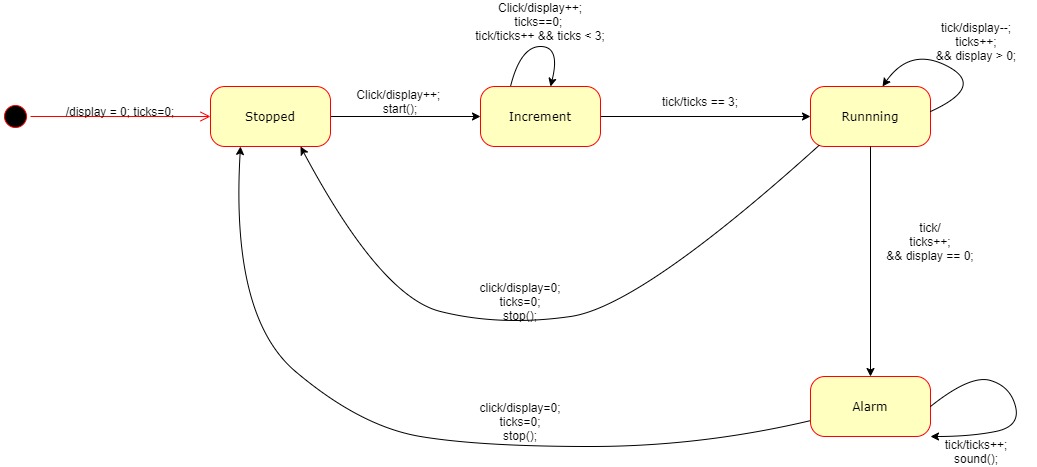 Click/display++;
ticks==0;
tick/ticks++ && ticks < 3;
tick/display--;
ticks++;
&& display > 0;
/display = 0; ticks=0;
Stopped
Click/display++;
start();
Increment
tick/ticks == 3;
Runnning
tick/
ticks++;
&& display == 0;
click/display=0;
ticks=0;
stop();
click/display=0;
ticks=0;
stop();
Alarm
tick/ticks++;
sound();